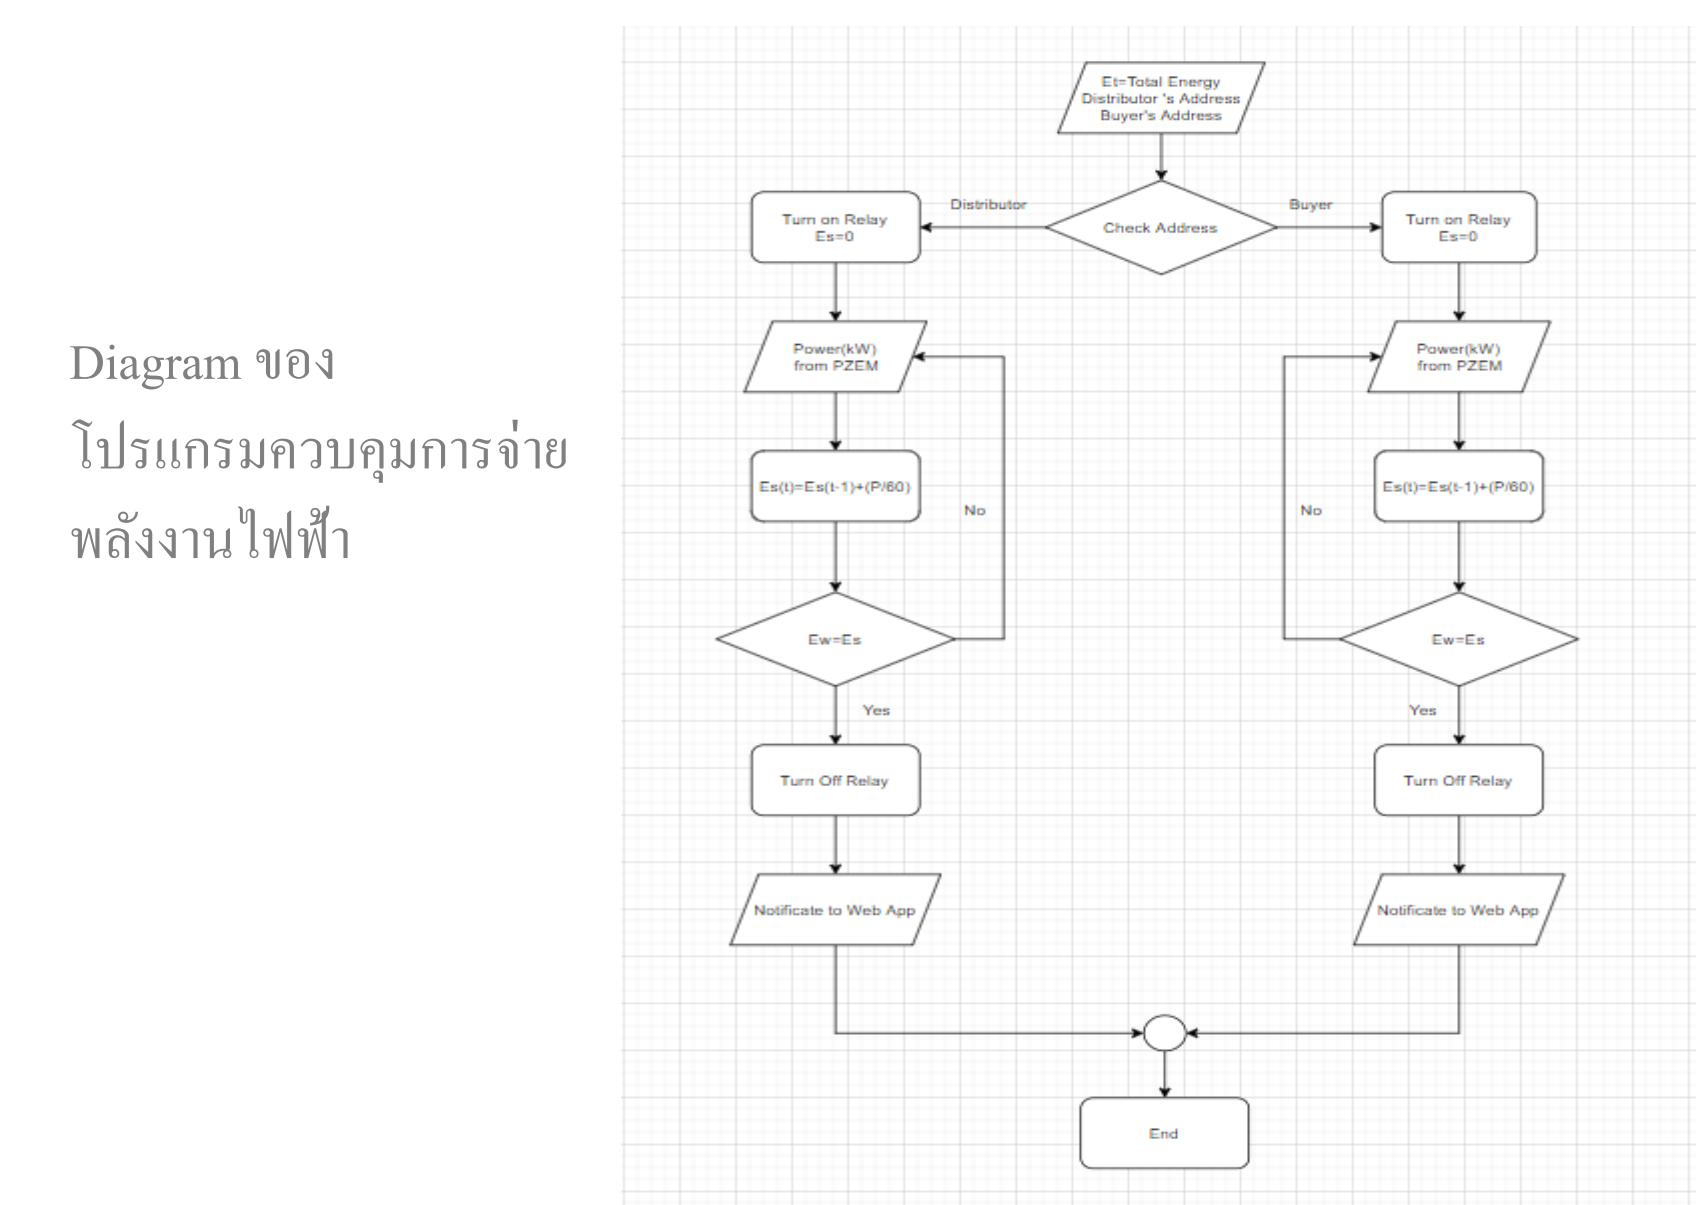 Diagram ของ
โปรแกรมควบคุมการจ่าย
พลังงานไฟฟ้า
Et=Total Energy
Distributor 's Address
Buyer's Address
Check Address
Distributor
Buyer
Turn on Relay
Es=0
Power(kW)
from PZEM
Es(t)=Es(t-1)+(P/60)
No
Ew=Es
Yes
Turn Off Relay
Notificate to Web App
Turn on Relay
Es=0
Power(kW)
from PZEM
Es(t)=Es(t-1)+(P/60)
No
Ew=Es
Yes
Turn Off Relay
Notificate to Web App
End